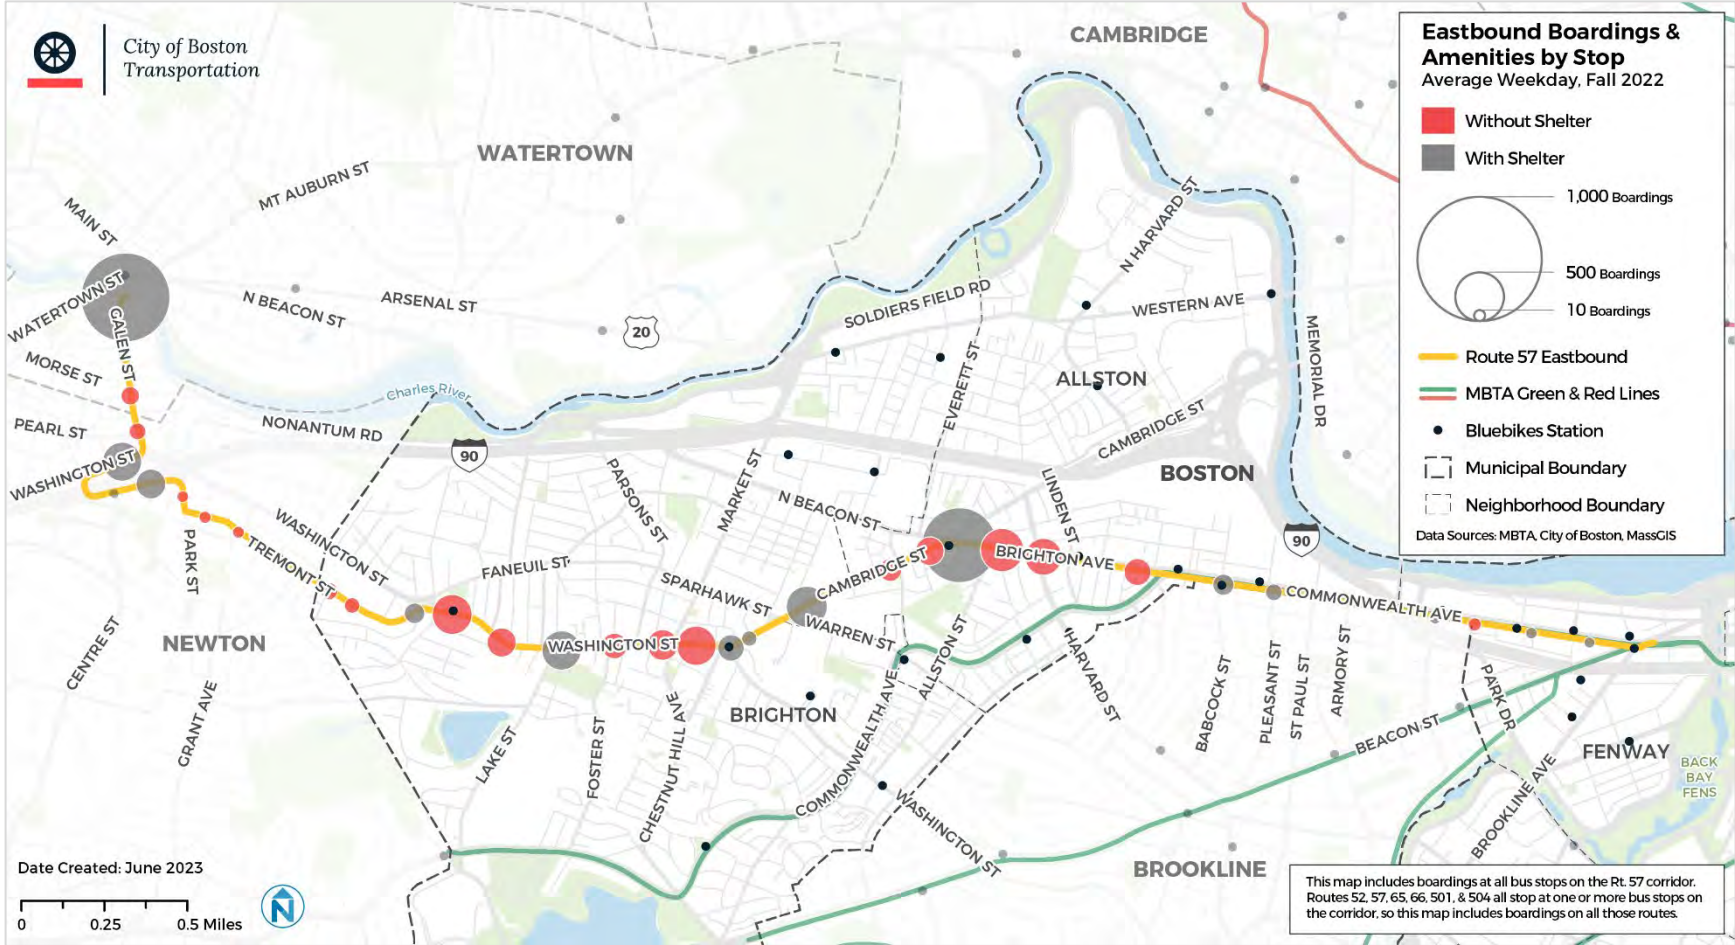 City of Boston
Transportation
CAMBRIDGE
WATERTOWN
MT AUBURN ST
MAIN ST
WATERTOWN ST
GALEN ST
N BEACON ST
ARSENAL ST
20
SOLDIERS FIELD RD
N HARVARD ST
WESTERN AVE
MEMORIAL DR
MORSE ST
Charles River
EVERETT ST
ALLSTON
CAMBRIDGE ST
PEARL ST
NONANTUM RD
90
WASHINGTON ST
PARSONS ST
MARKET ST
N BEACON ST
LINDEN ST
BOSTON
90
PARK ST
WASHINGTON ST
TREMONT ST
FANEUIL ST
SPARHAWK ST
CAMBRIDGE ST
BRIGHTON AVE
COMMONWEALTH AVE
WARREN ST
WASHINGTON ST
NEWTON
CENTRE ST
GRANT AVE
LAKE ST
FOSTER ST
CHESTNUT HILL AVE
BRIGHTON
COMMONWEALTH AVE
ALLSTON ST
HARVARD ST
BABCOCK ST
PLEASANT ST
ST PAUL ST
ARMORY ST
PARK DR
BEACON ST
FENWAY
BACK
BAY
FENS
BROOKLINE AVE
WASHINGTON ST
BROOKLINE
Eastbound Boardings &
Amenities by Stop
Average Weekday, Fall 2022
Without Shelter
With Shelter
1,000 Boardings
500 Boardings
10 Boardings
Route 57 Eastbound
MBTA Green & Red Lines
Bluebikes Station
Municipal Boundary
Neighborhood Boundary
Data Sources: MBTA, City of Boston, MassGIS
Date Created: June 2023
0 0.25 0.5 Miles
N
This map includes boardings at all bus stops on the Rt. 57 corridor.
Routes 52, 57, 65, 66, 501, & 504 all stop at one or more bus stops on
the corridor, so this map includes boardings on all those routes.